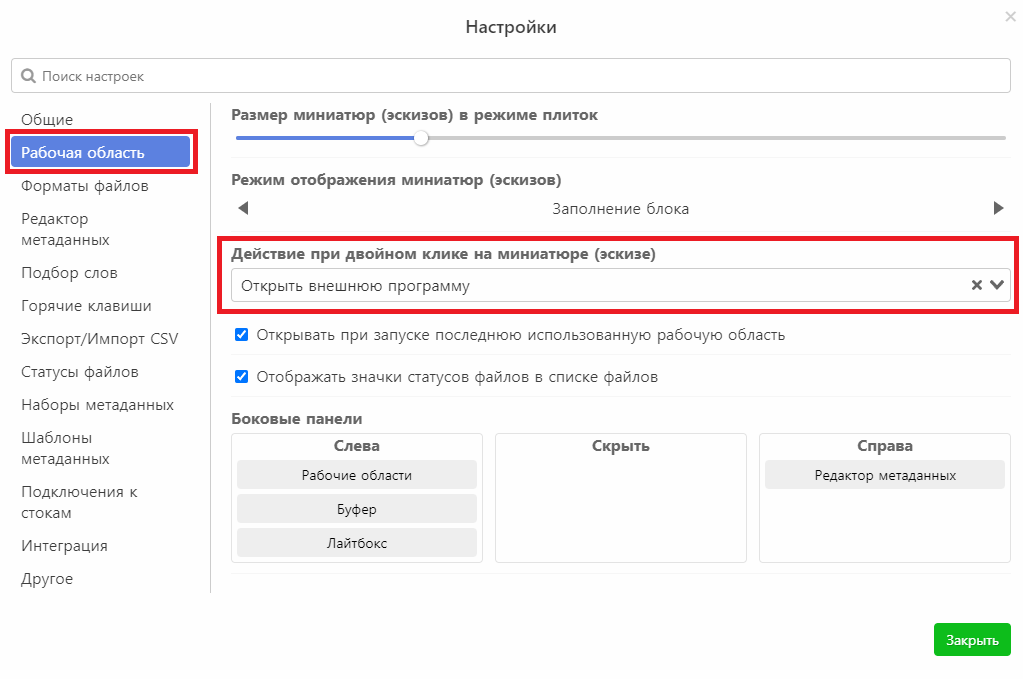 Настройки
Поиск настроек
Общие
Рабочая область
Форматы файлов
Редактор
метаданных
Подбор слов
Горячие клавиши
Экспорт/Импорт CSV
Статусы файлов
Наборы метаданных
Шаблоны
метаданных
Подключения к
стокам
Интеграция
Другое
Размер миниатюр (эскизов) в режиме плиток
Режим отображения миниатюр (эскизов)
Заполнение блока
Действие при двойном клике на миниатюре (эскизе)
Открыть внешнюю программу
Открывать при запуске последнюю использованную рабочую область
Отображать значки статусов файлов в списке файлов
Боковые панели
Слева
Рабочие области
Буфер
Лайтбокс
Скрыть
Справа
Редактор метаданных
Закрыть